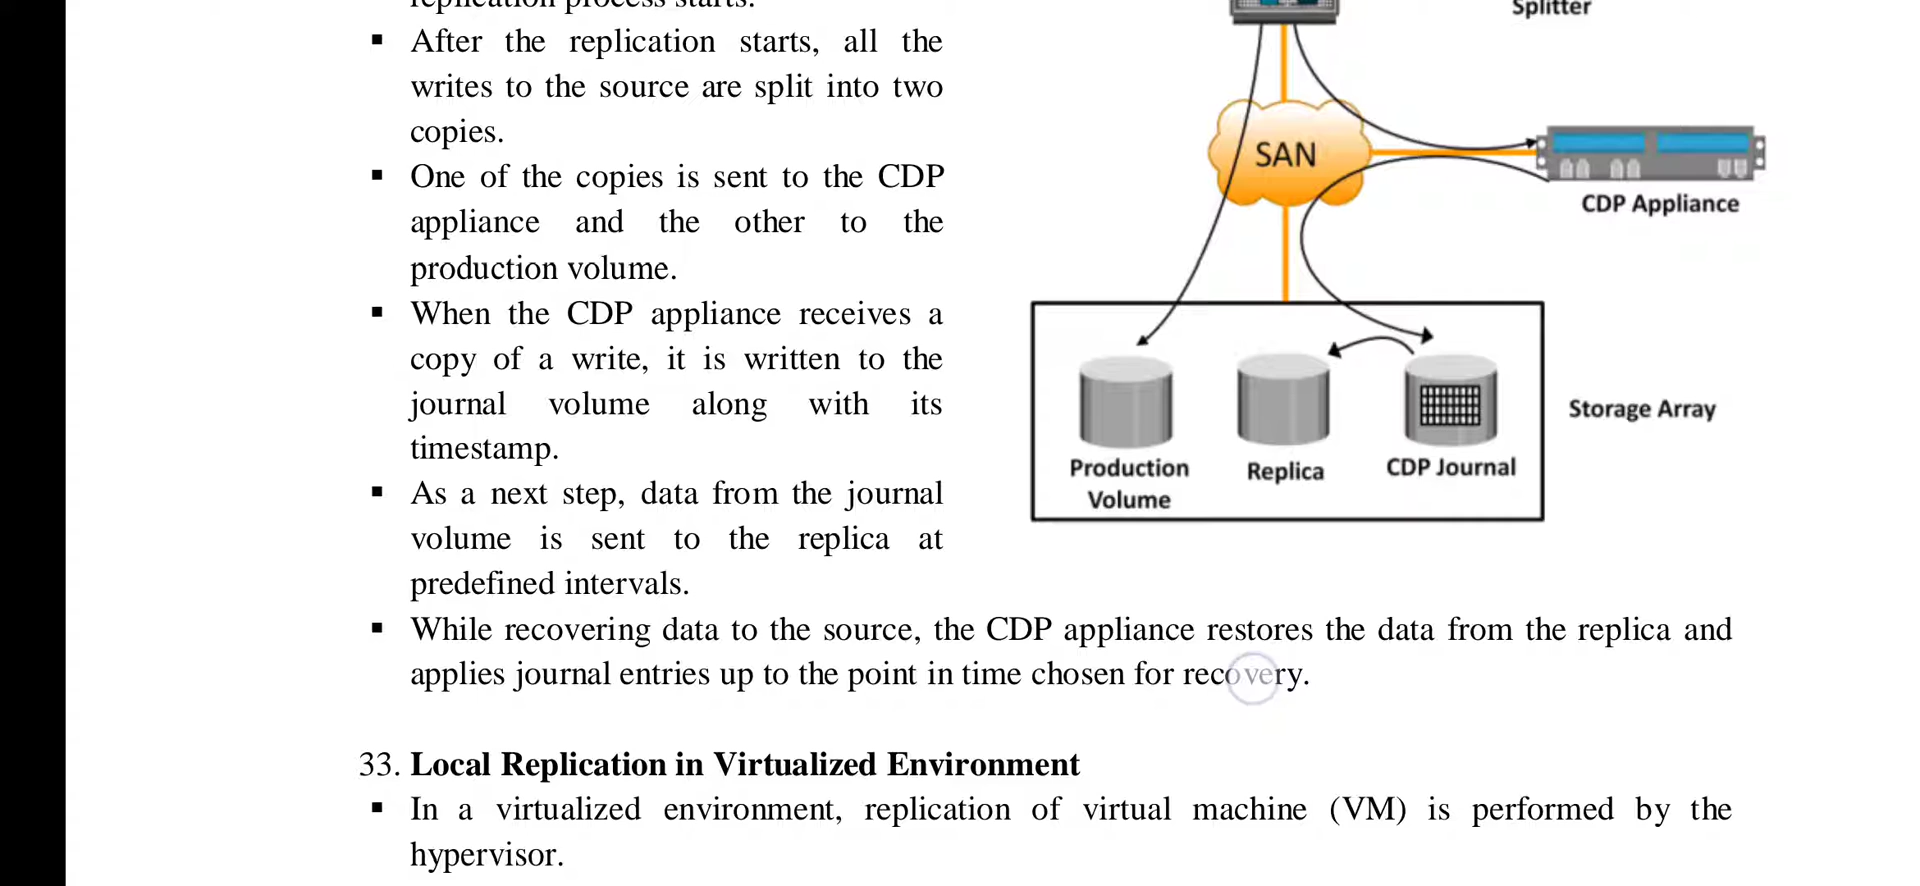 replication process starts.
▪ After the replication starts, all the
writes to the source are split into two
copies.
▪ One of the copies is sent to the CDP
appliance and the other to the
production volume.
▪ When the CDP appliance receives a
copy of a write, it is written to the
journal volume along with its
timestamp.
▪ As a next step, data from the journal
volume is sent to the replica at
predefined intervals.
Splitter
SAN
CDP Appliance
Storage Array
Production
Volume
Replica
CDP Journal
▪ While recovering data to the source, the CDP appliance restores the data from the replica and
applies journal entries up to the point in time chosen for recovery.
33. Local Replication in Virtualized Environment
▪ In a virtualized environment, replication of virtual machine (VM) is performed by the
hypervisor.